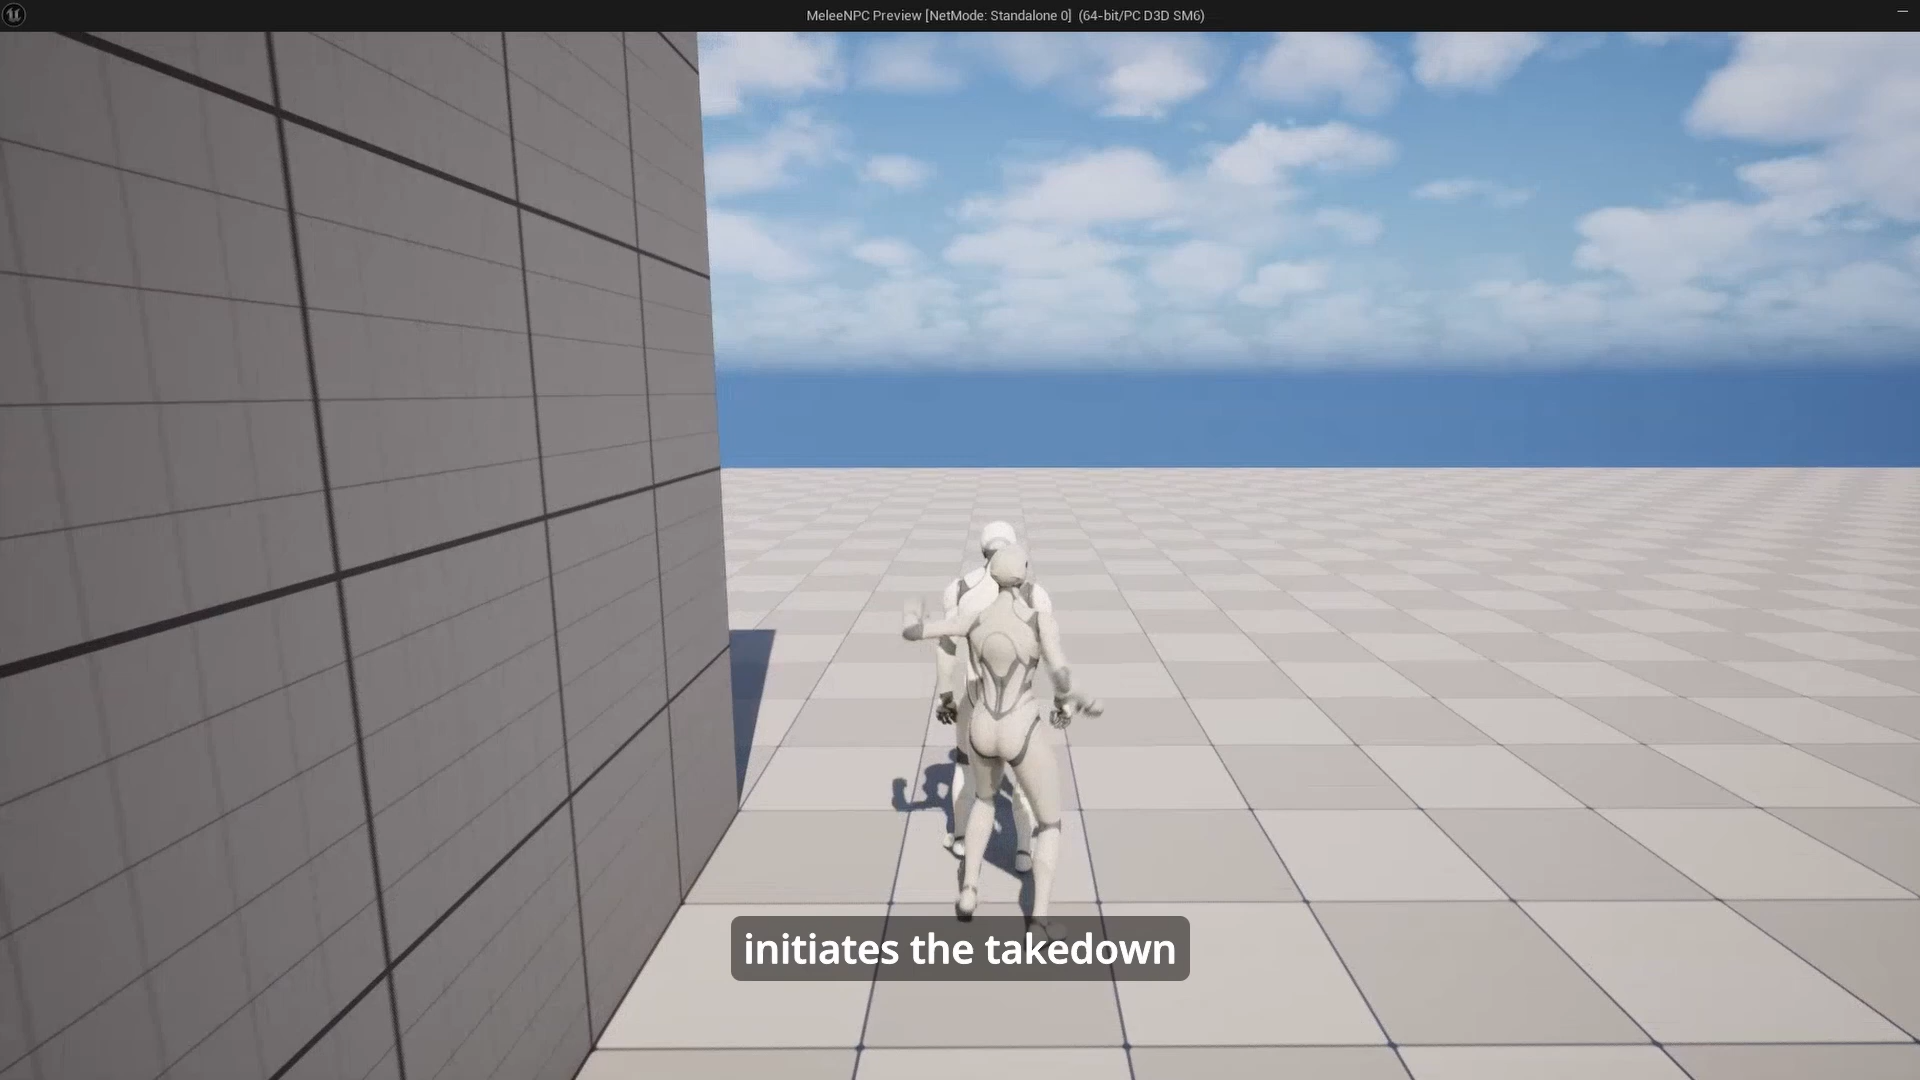 MeleeNPC Preview [NetMode: Standalone 0] (64-bit/PC D3D SM6)
initiates the takedown